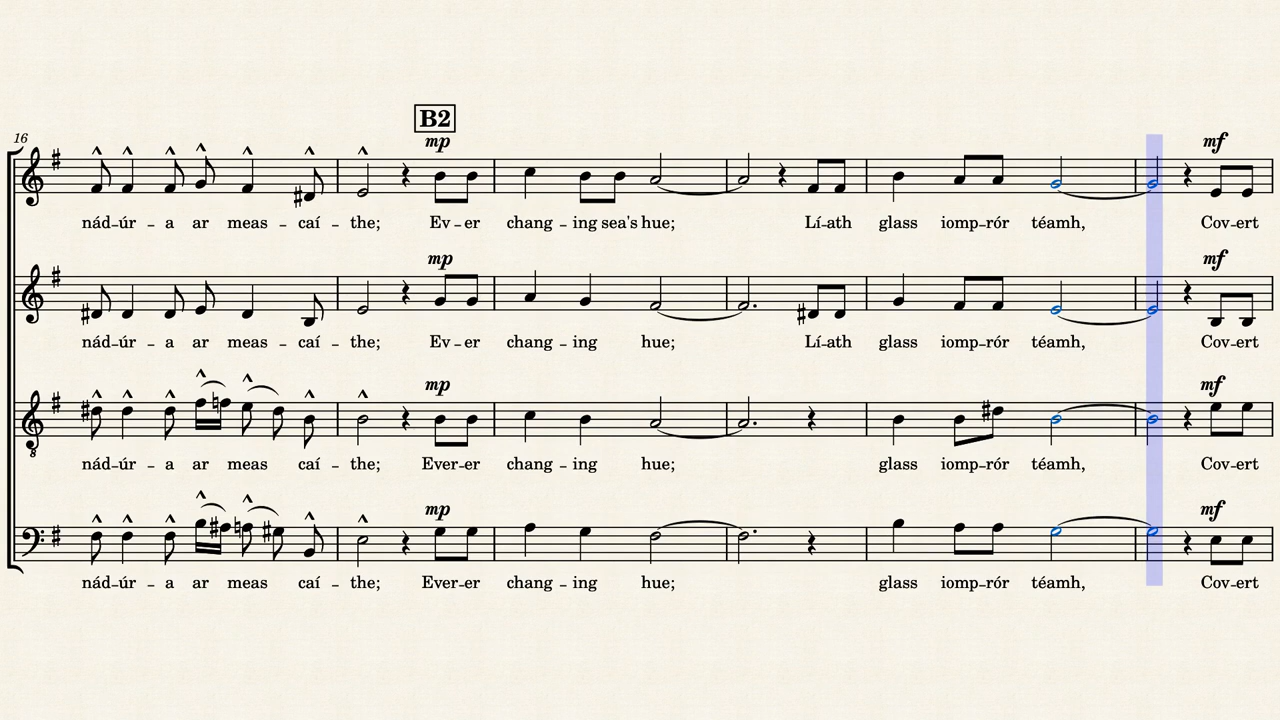 B2
16
mp mf
nád–úr – a ar meas – caí – the; Ev – er chang – ing sea's hue; Lí–ath glass iomp–rór téamh, Cov–ert
mp mf
nád–úr – a ar meas – caí – the; Ev – er chang – ing hue; Lí–ath glass iomp–rór téamh, Cov–ert
mp mf
8
nád–úr – a ar meas caí – the; Ever–er chang – ing hue; glass iomp–rór téamh, Cov–ert
mp mf
nád–úr – a ar meas caí – the; Ever–er chang – ing hue; glass iomp–rór téamh, Cov–ert